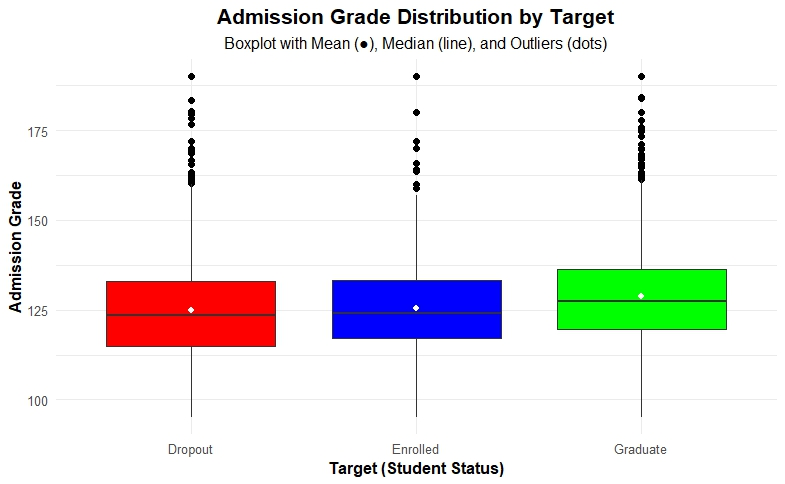 Admission Grade Distribution by Target
Boxplot with Mean (●), Median (line), and Outliers (dots)
Admission Grade
175
150
125
100
Dropout
Enrolled
Graduate
Target (Student Status)